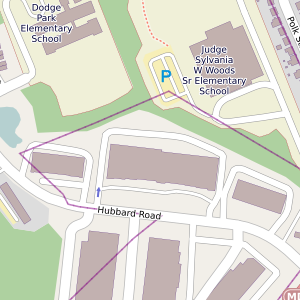 Dodge
Park
Elementary
School
Judge
Sylvania
W Woods
Sr Elementary
School
P
Polk S
Hubbard Road
M